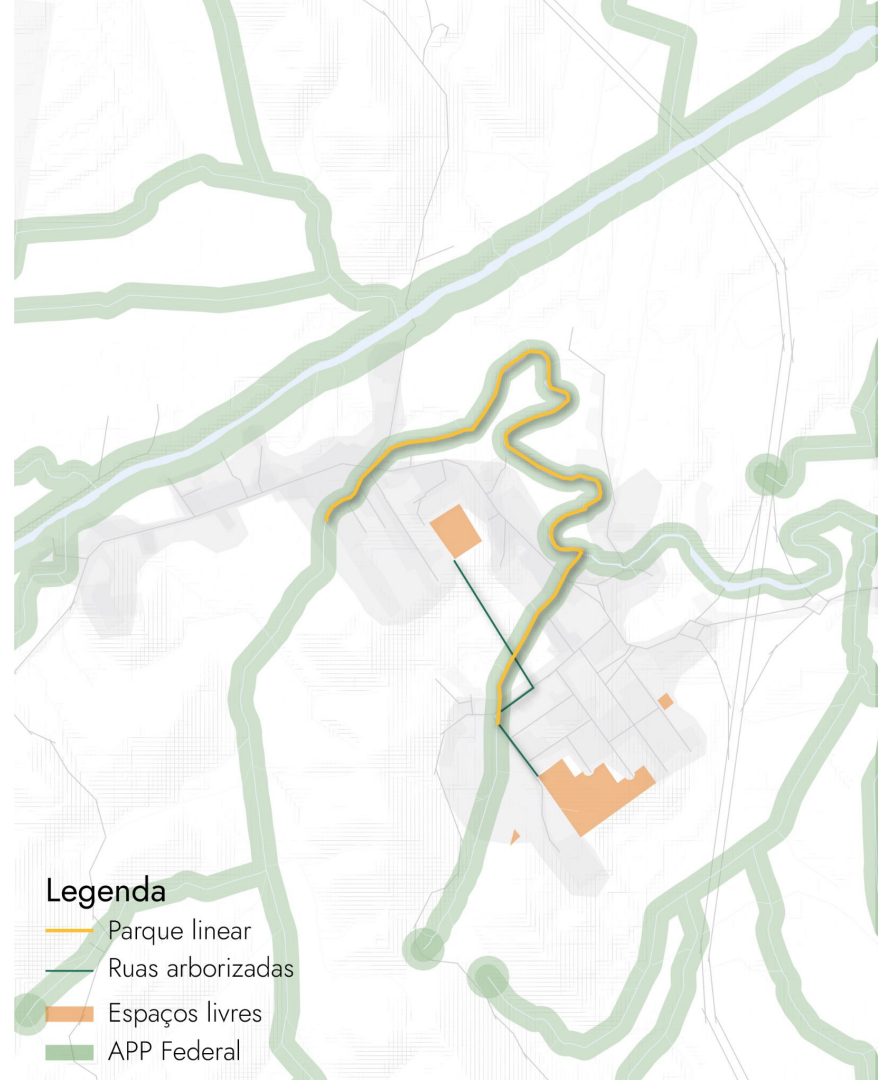 Legenda
Parque linear
Ruas arborizadas
Espaços livres
APP Federal